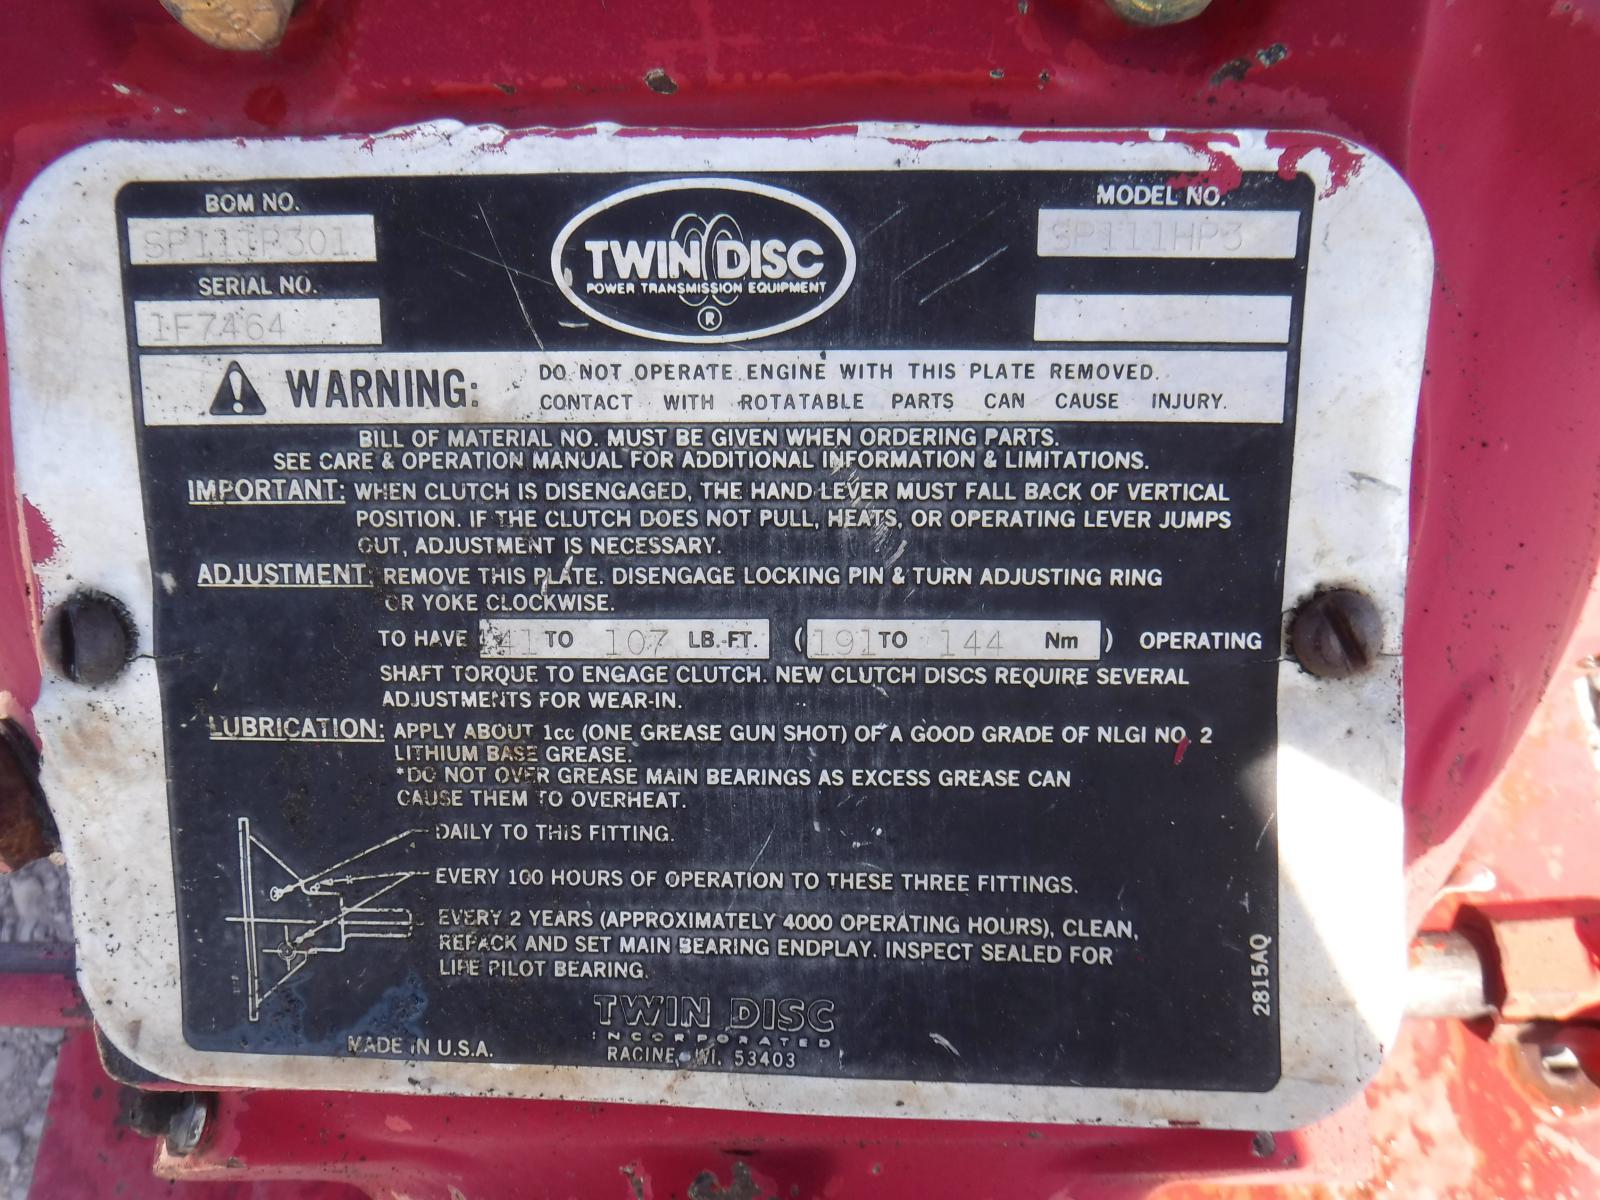 BOM NO.
SP111P301
SERIAL NO.
1F7464
TWIN DISC
POWER TRANSMISSION EQUIPMENT
®
MODEL NO.
SP111HP3
WARNING: DO NOT OPERATE ENGINE WITH THIS PLATE REMOVED.
CONTACT WITH ROTATABLE PARTS CAN CAUSE INJURY.
BILL OF MATERIAL NO. MUST BE GIVEN WHEN ORDERING PARTS.
SEE CARE & OPERATION MANUAL FOR ADDITIONAL INFORMATION & LIMITATIONS.
IMPORTANT: WHEN CLUTCH IS DISENGAGED, THE HAND LEVER MUST FALL BACK OF VERTICAL
POSITION. IF THE CLUTCH DOES NOT PULL, HEATS, OR OPERATING LEVER JUMPS
OUT, ADJUSTMENT IS NECESSARY.
ADJUSTMENT: REMOVE THIS PLATE. DISENGAGE LOCKING PIN & TURN ADJUSTING RING
OR YOKE CLOCKWISE.
TO HAVE 141 TO 107 LB.-FT. (191 TO 144 Nm) OPERATING
SHAFT TORQUE TO ENGAGE CLUTCH. NEW CLUTCH DISCS REQUIRE SEVERAL
ADJUSTMENTS FOR WEAR-IN.
LUBRICATION: APPLY ABOUT 1cc (ONE GREASE GUN SHOT) OF A GOOD GRADE OF NLGI NO. 2
LITHIUM BASE GREASE.
*DO NOT OVER GREASE MAIN BEARINGS AS EXCESS GREASE CAN
CAUSE THEM TO OVERHEAT.
DAILY TO THIS FITTING.
EVERY 100 HOURS OF OPERATION TO THESE THREE FITTINGS.
EVERY 2 YEARS (APPROXIMATELY 4000 OPERATING HOURS), CLEAN,
REPACK AND SET MAIN BEARING ENDPLAY. INSPECT SEALED FOR
LIFE PILOT BEARING.
TWIN DISC
INCORPORATED
RACINE, WI. 53403
MADE IN U.S.A.
2815AQ